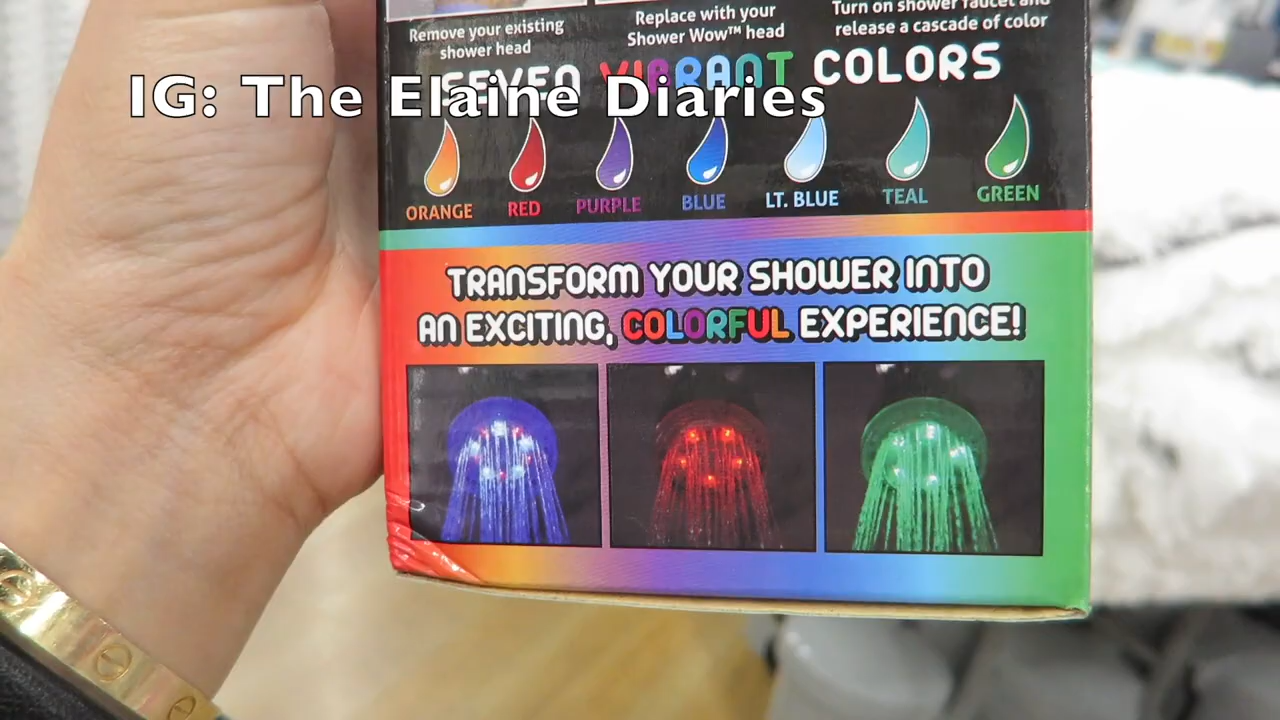 Remove your existing
shower head
Replace with your
Shower Wow™ head
Turn on shower faucet and
release a cascade of color
SEVEN VIBRANT COLORS
IG: The Elaine Diaries
ORANGE
RED
PURPLE
BLUE
LT. BLUE
TEAL
GREEN
TRANSFORM YOUR SHOWER INTO
AN EXCITING, COLORFUL EXPERIENCE!